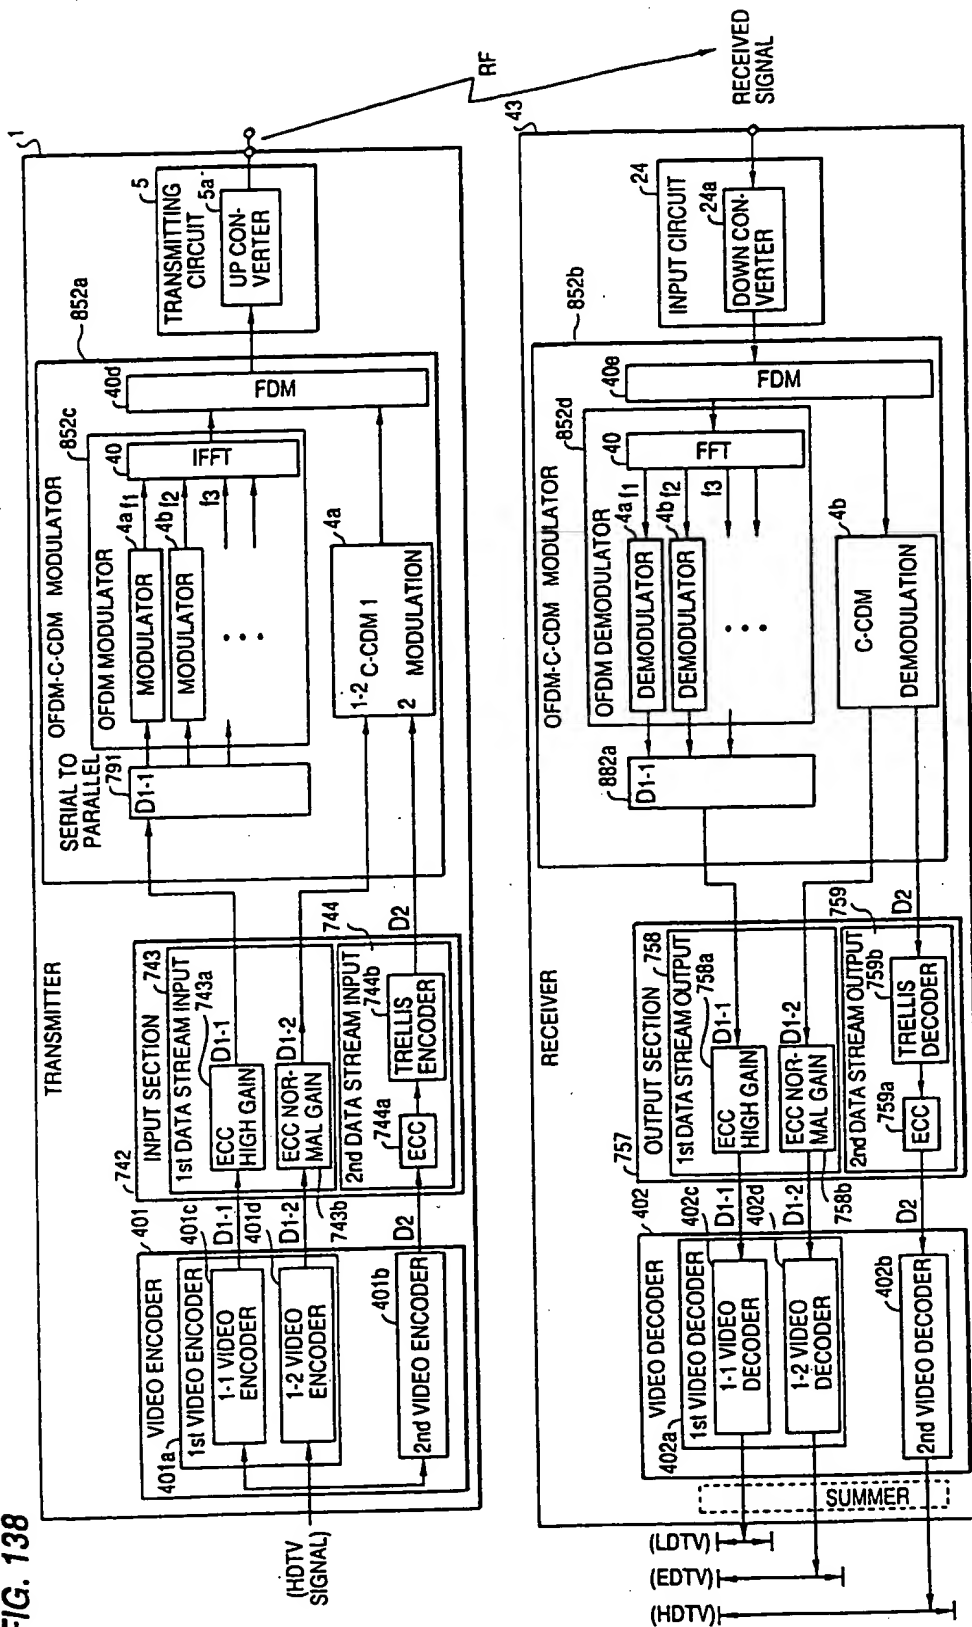 FIG. 138
TRANSMITTER
1
(HDTV
SIGNAL)
VIDEO ENCODER
401
401a
1st VIDEO ENCODER
1-1 VIDEO
ENCODER
401c
1-2 VIDEO
ENCODER
401d
2nd VIDEO ENCODER
401b
D1-1
D1-2
D2
742
INPUT SECTION
743
1st DATA STREAM INPUT
743a
ECC
HIGH GAIN
D1-1
ECC NOR-
MAL GAIN
D1-2
743b
744
2nd DATA STREAM INPUT
744a
744b
ECC
TRELLIS
ENCODER
D2
852a
OFDM-C-CDM MODULATOR
SERIAL TO
PARALLEL
791
D1-1
852c
OFDM MODULATOR
MODULATOR
4a
f1
MODULATOR
4b
f2
f3
40
IFFT
4a
1-2
C-CDM 1
2
MODULATION
40d
FDM
5
TRANSMITTING
CIRCUIT
5a
UP CON-
VERTER
RF
RECEIVED
SIGNAL
RECEIVER
43
24
INPUT CIRCUIT
24a
DOWN CON-
VERTER
852b
OFDM-C-CDM MODULATOR
40e
FDM
852d
OFDM DEMODULATOR
40
FFT
DEMODULATOR
4a
f1
DEMODULATOR
4b
f2
f3
4b
C-CDM
DEMODULATION
882a
D1-1
757
OUTPUT SECTION
758
1st DATA STREAM OUTPUT
758a
ECC
HIGH GAIN
D1-1
ECC NOR-
MAL GAIN
D1-2
758b
759
2nd DATA STREAM OUTPUT
759a
759b
ECC
TRELLIS
DECODER
D2
402
VIDEO DECODER
402a
1st VIDEO DECODER
402c
1-1 VIDEO
DECODER
D1-1
402d
1-2 VIDEO
DECODER
D1-2
402b
2nd VIDEO DECODER
D2
SUMMER
(LDTV)
(EDTV)
(HDTV)